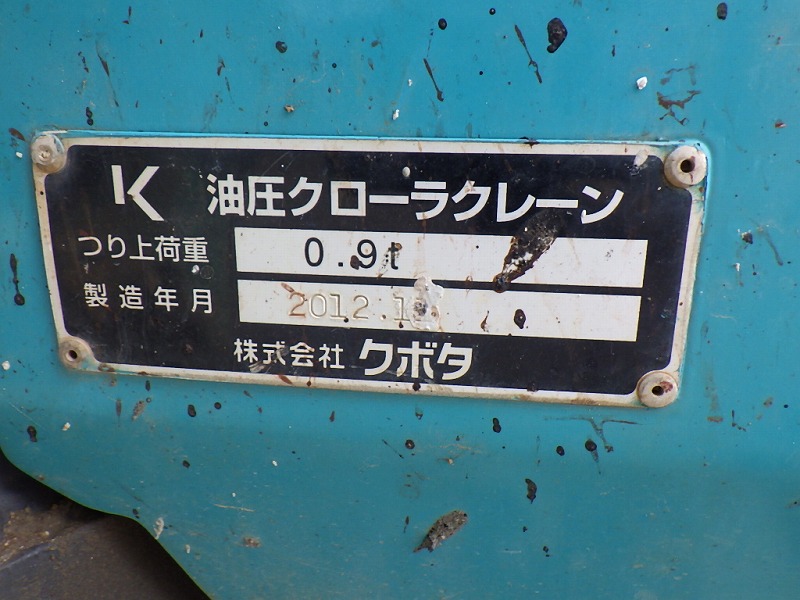 K 油圧クローラクレーン
つり上荷重 0.9t
製造年月
株式会社 クボタ